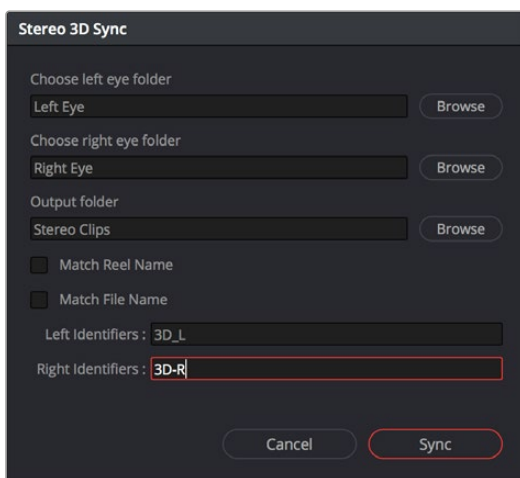 Stereo 3D Sync
Choose left eye folder
Left Eye Browse
Choose right eye folder
Right Eye Browse
Output folder
Stereo Clips Browse
Match Reel Name
Match File Name
Left Identifiers : 3D_L
Right Identifiers : 3D-R
Cancel Sync